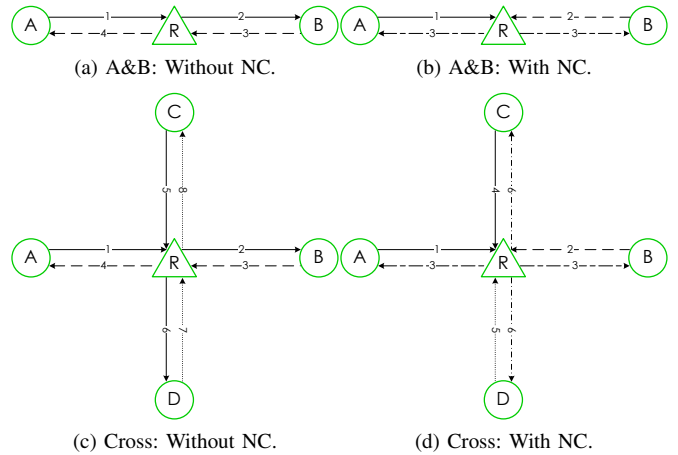 A 1 4 R 2 3 B A 1 3 R 2 3 B
(a) A&B: Without NC. (b) A&B: With NC.
C C
5 8 4 6
A 1 4 R 2 3 B A 1 3 R 2 3 B
6 7 5 6
D D
(c) Cross: Without NC. (d) Cross: With NC.